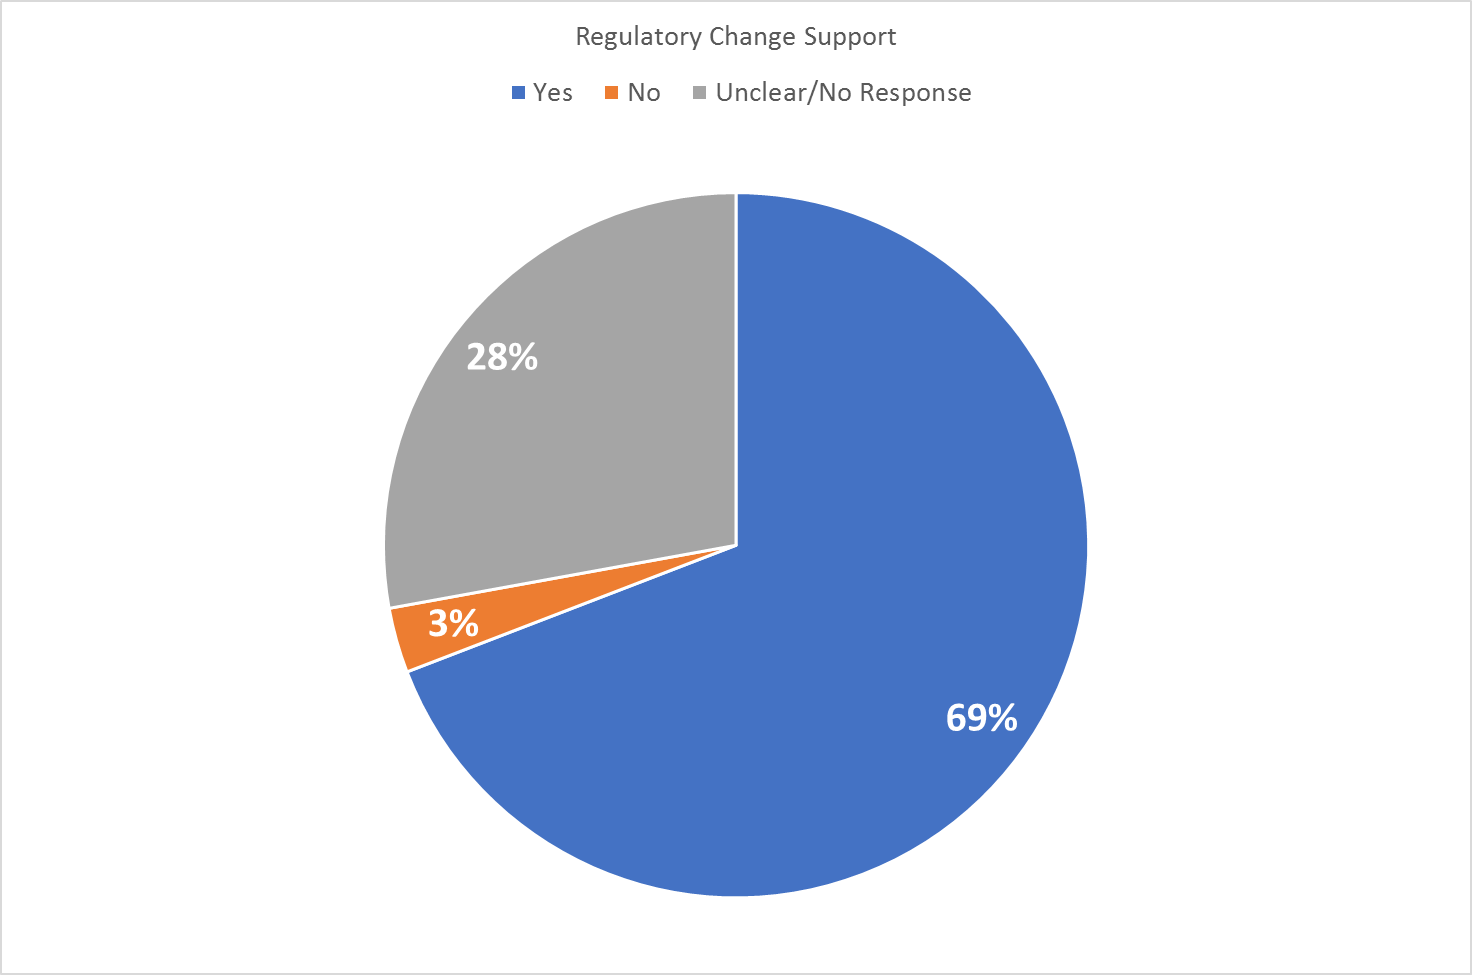 Regulatory Change Support
Yes No Unclear/No Response
28%
3%
69%